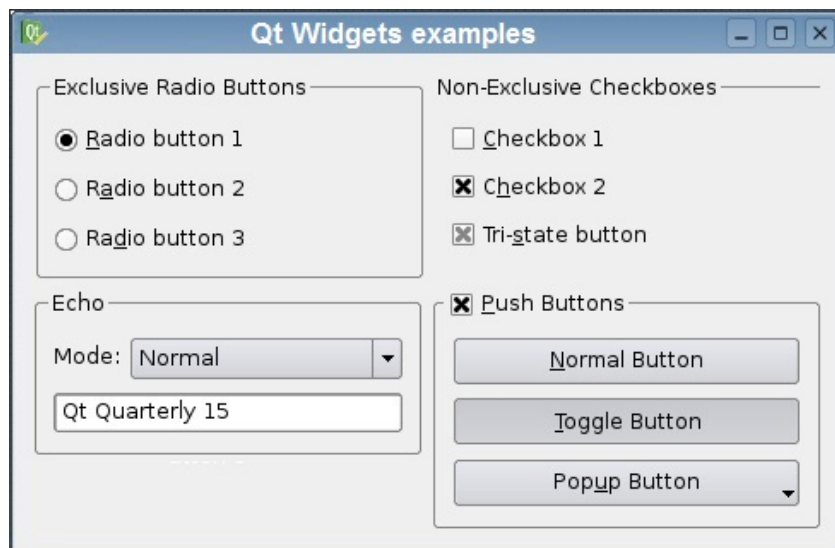 Qt Widgets examples
Exclusive Radio Buttons
Radio button 1
Radio button 2
Radio button 3
Non-Exclusive Checkboxes
Checkbox 1
Checkbox 2
Tri-state button
Echo
Mode: Normal
Qt Quarterly 15
Push Buttons
Normal Button
Toggle Button
Popup Button